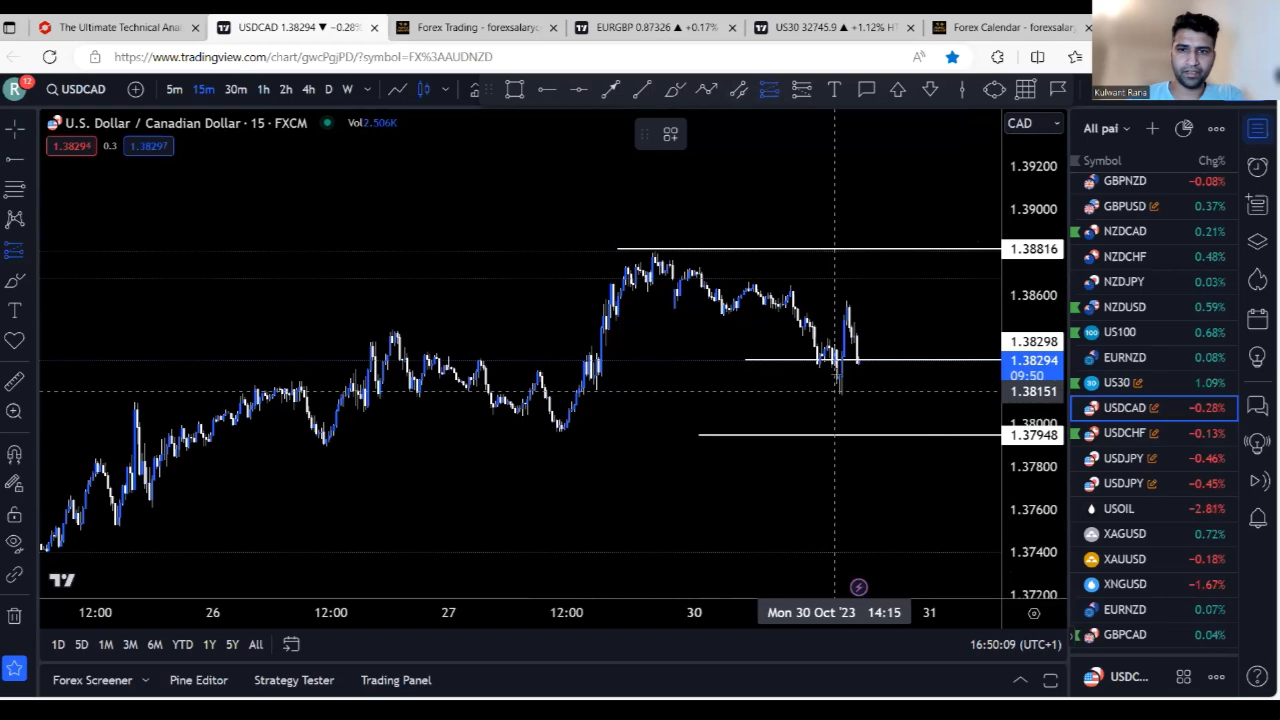 The Ultimate Technical Anal
USDCAD 1.38294 ▼ −0.28%
Forex Trading - forexsalary.c
EURGBP 0.87326 ▲ +0.17%
US30 32745.9 ▲ +1.12% HT
Forex Calendar - forexsalary
https://www.tradingview.com/chart/gwcPgjPD/?symbol=FX%3AAUDNZD
Kulwant Rana
R 12
USDCAD
5m 15m 30m 1h 2h 4h D W
U.S. Dollar / Canadian Dollar · 15 · FXCM
Vol 2.506K
1.38294 0.3 1.38297
CAD
1.39200
1.39000
1.38816
1.38600
1.38298
1.38294
09:50
1.38151
1.38000
1.37948
1.37800
1.37600
1.37400
1.37200
12:00 26 12:00 27 12:00 30 Mon 30 Oct '23 14:15 31
1D 5D 1M 3M 6M YTD 1Y 5Y All
16:50:09 (UTC+1)
Forex Screener Pine Editor Strategy Tester Trading Panel
All pai
Symbol Chg%
GBPNZD −0.08%
GBPUSD 0.37%
NZDCAD 0.21%
NZDCHF 0.48%
NZDJPY 0.03%
NZDUSD 0.59%
100 US100 0.68%
EURNZD 0.08%
30 US30 1.09%
USDCAD −0.28%
USDCHF −0.13%
USDJPY −0.46%
USDJPY −0.45%
USOIL −2.81%
XAGUSD 0.72%
XAUUSD −0.18%
XNGUSD −1.67%
EURNZD 0.07%
GBPCAD 0.04%
USDC...